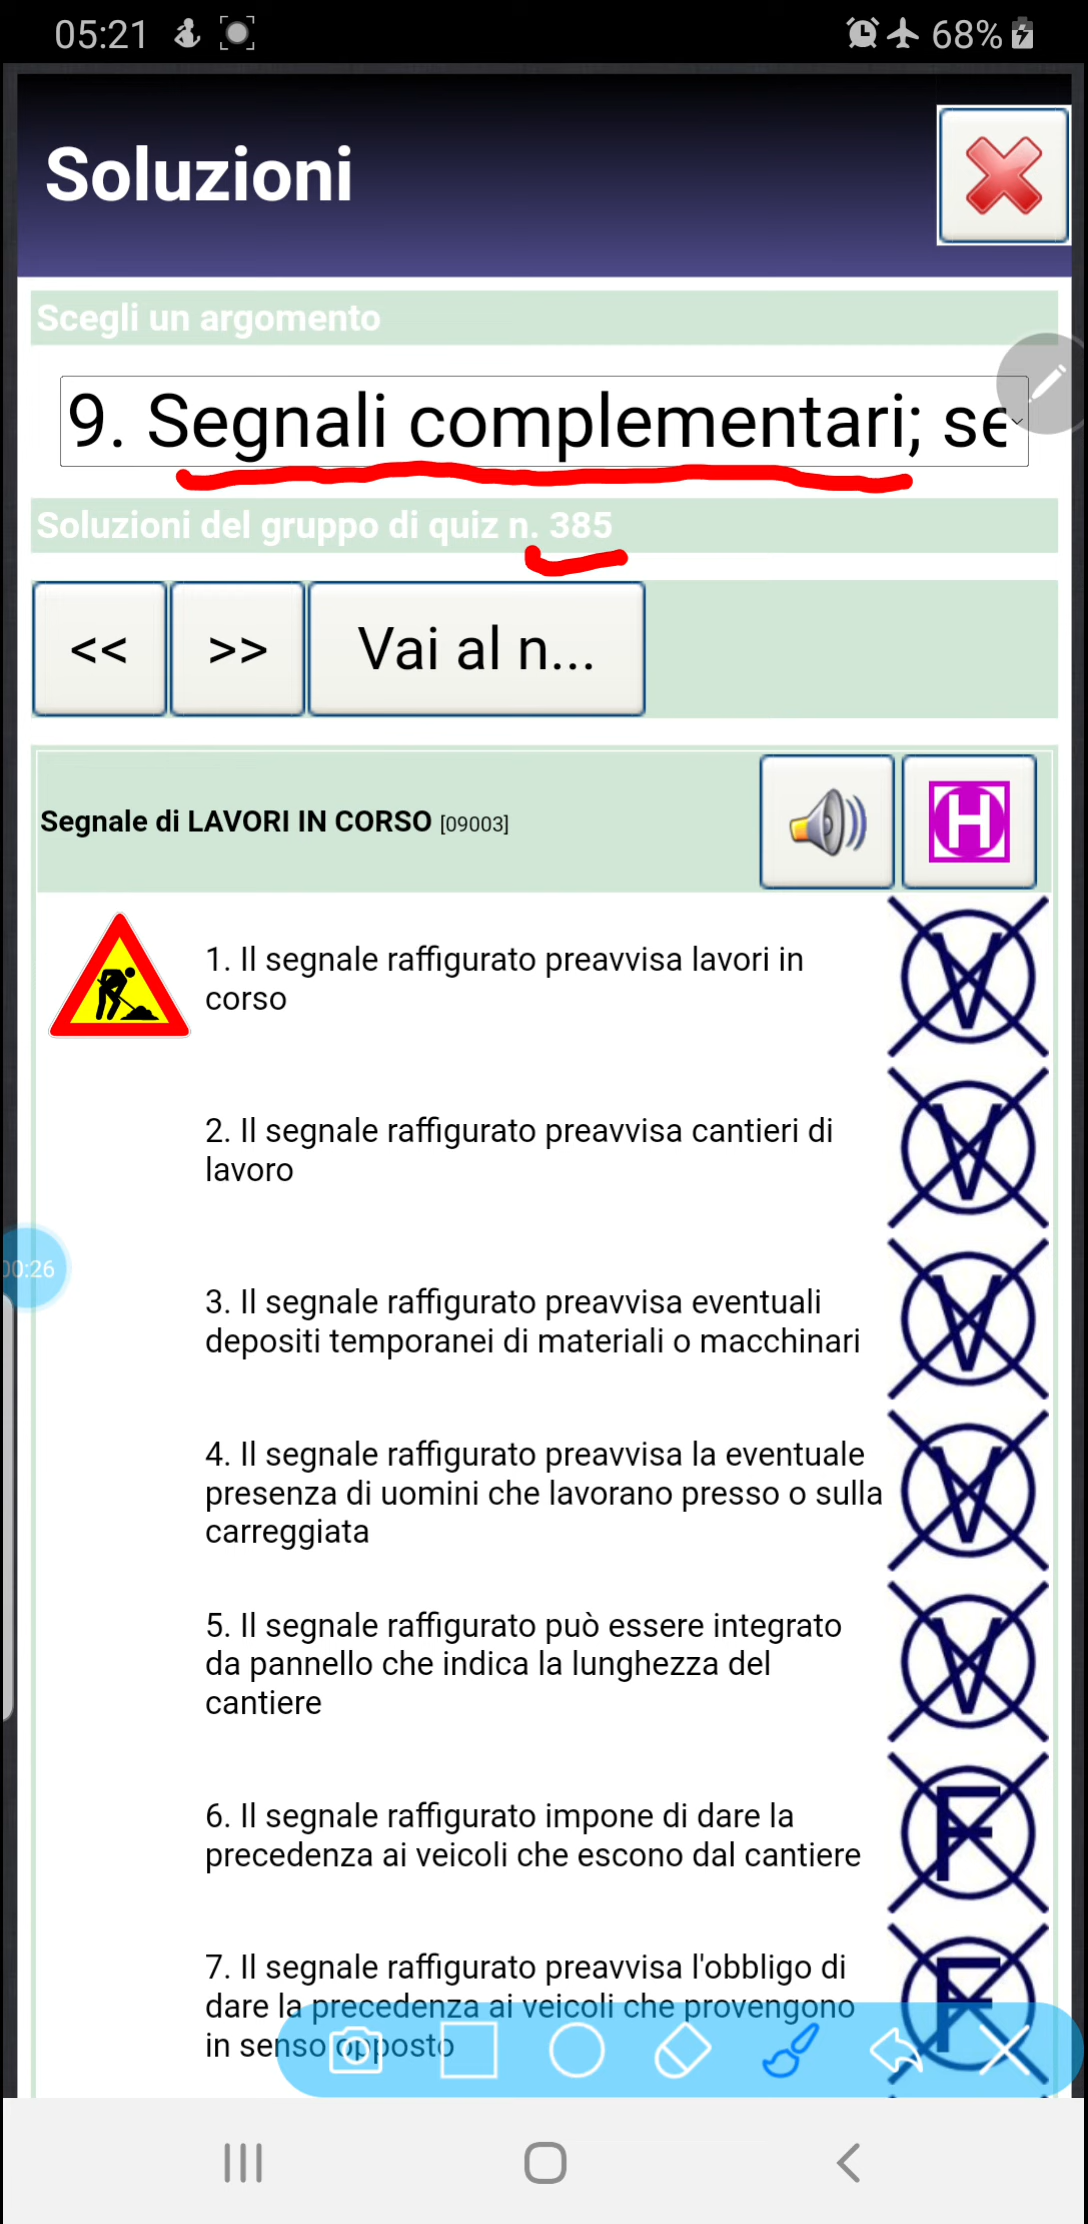 05:21
68%
Soluzioni
Scegli un argomento
9. Segnali complementari; se
Soluzioni del gruppo di quiz n. 385
<<
>>
Vai al n...
Segnale di LAVORI IN CORSO [09003]
H
1. Il segnale raffigurato preavvisa lavori in
corso
V
2. Il segnale raffigurato preavvisa cantieri di
lavoro
V
3. Il segnale raffigurato preavvisa eventuali
depositi temporanei di materiali o macchinari
V
00:26
4. Il segnale raffigurato preavvisa la eventuale
presenza di uomini che lavorano presso o sulla
carreggiata
V
5. Il segnale raffigurato può essere integrato
da pannello che indica la lunghezza del
cantiere
V
6. Il segnale raffigurato impone di dare la
precedenza ai veicoli che escono dal cantiere
F
7. Il segnale raffigurato preavvisa l'obbligo di
dare la precedenza ai veicoli che provengono
in senso opposto
F